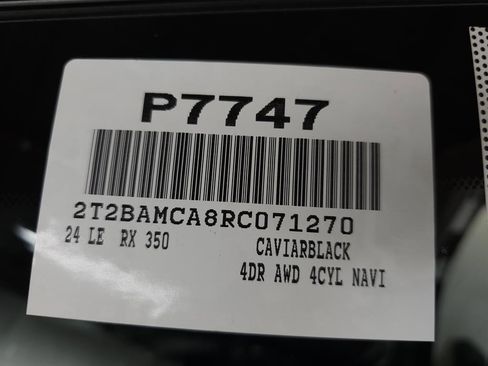 P7747
2T2BAMCA8RC071270
24 LE RX 350 CAVIARBLACK
4DR AWD 4CYL NAVI